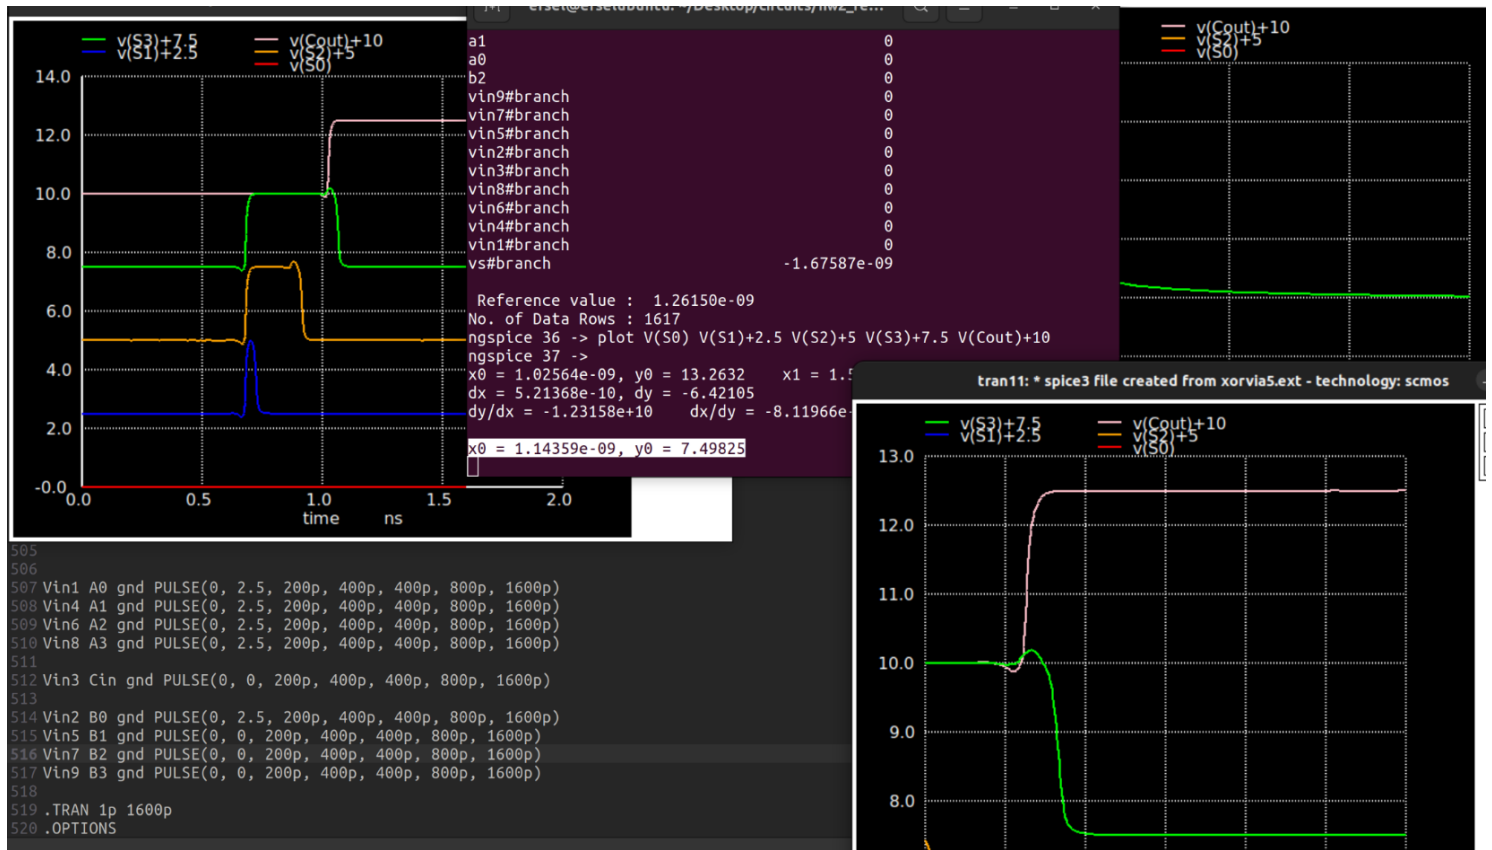 v(S3)+7.5
v(S1)+2.5
v(Cout)+10
v(S2)+5
v(S0)
14.0
12.0
10.0
8.0
6.0
4.0
2.0
-0.0
0.0 0.5 1.0 1.5 2.0
time ns
a1 0
a0 0
b2 0
vin9#branch 0
vin7#branch 0
vin5#branch 0
vin2#branch 0
vin3#branch 0
vin8#branch 0
vin6#branch 0
vin4#branch 0
vin1#branch 0
vs#branch -1.67587e-09
Reference value : 1.26150e-09
No. of Data Rows : 1617
ngspice 36 -> plot V(S0) V(S1)+2.5 V(S2)+5 V(S3)+7.5 V(Cout)+10
ngspice 37 ->
x0 = 1.02564e-09, y0 = 13.2632 x1 = 1.5
dx = 5.21368e-10, dy = -6.42105
dy/dx = -1.23158e+10 dx/dy = -8.11966e-
x0 = 1.14359e-09, y0 = 7.49825
v(Cout)+10
v(S2)+5
v(S0)
tran11: * spice3 file created from xorvia5.ext - technology: scmos
v(S3)+7.5
v(S1)+2.5
v(Cout)+10
v(S2)+5
v(S0)
13.0
12.0
11.0
10.0
9.0
8.0
505
506
507 Vin1 A0 gnd PULSE(0, 2.5, 200p, 400p, 400p, 800p, 1600p)
508 Vin4 A1 gnd PULSE(0, 2.5, 200p, 400p, 400p, 800p, 1600p)
509 Vin6 A2 gnd PULSE(0, 2.5, 200p, 400p, 400p, 800p, 1600p)
510 Vin8 A3 gnd PULSE(0, 2.5, 200p, 400p, 400p, 800p, 1600p)
511
512 Vin3 Cin gnd PULSE(0, 0, 200p, 400p, 400p, 800p, 1600p)
513
514 Vin2 B0 gnd PULSE(0, 2.5, 200p, 400p, 400p, 800p, 1600p)
515 Vin5 B1 gnd PULSE(0, 0, 200p, 400p, 400p, 800p, 1600p)
516 Vin7 B2 gnd PULSE(0, 0, 200p, 400p, 400p, 800p, 1600p)
517 Vin9 B3 gnd PULSE(0, 0, 200p, 400p, 400p, 800p, 1600p)
518
519 .TRAN 1p 1600p
520 .OPTIONS